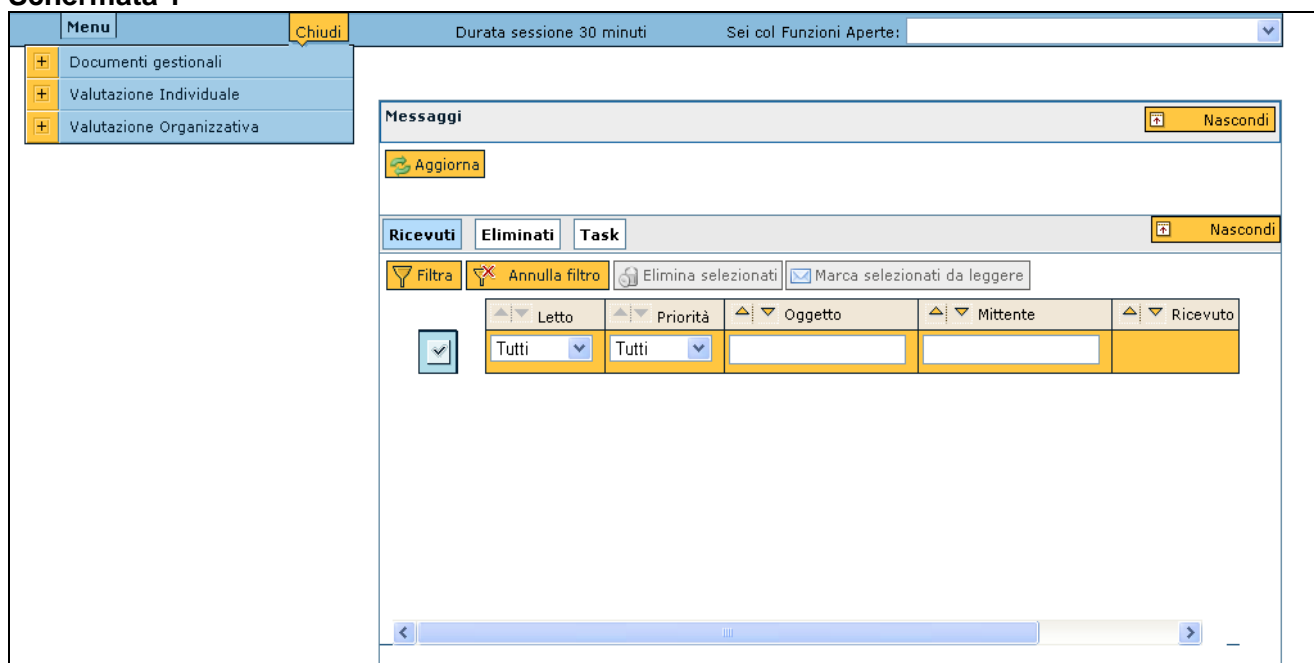 Menu Chiudi Durata sessione 30 minuti Sei col Funzioni Aperte:
Documenti gestionali
Valutazione Individuale
Valutazione Organizzativa
Messaggi Nascondi
Aggiorna
Ricevuti Eliminati Task Nascondi
Filtra Annulla filtro Elimina selezionati Marca selezionati da leggere
Letto Priorità Oggetto Mittente Ricevuto
Tutti Tutti